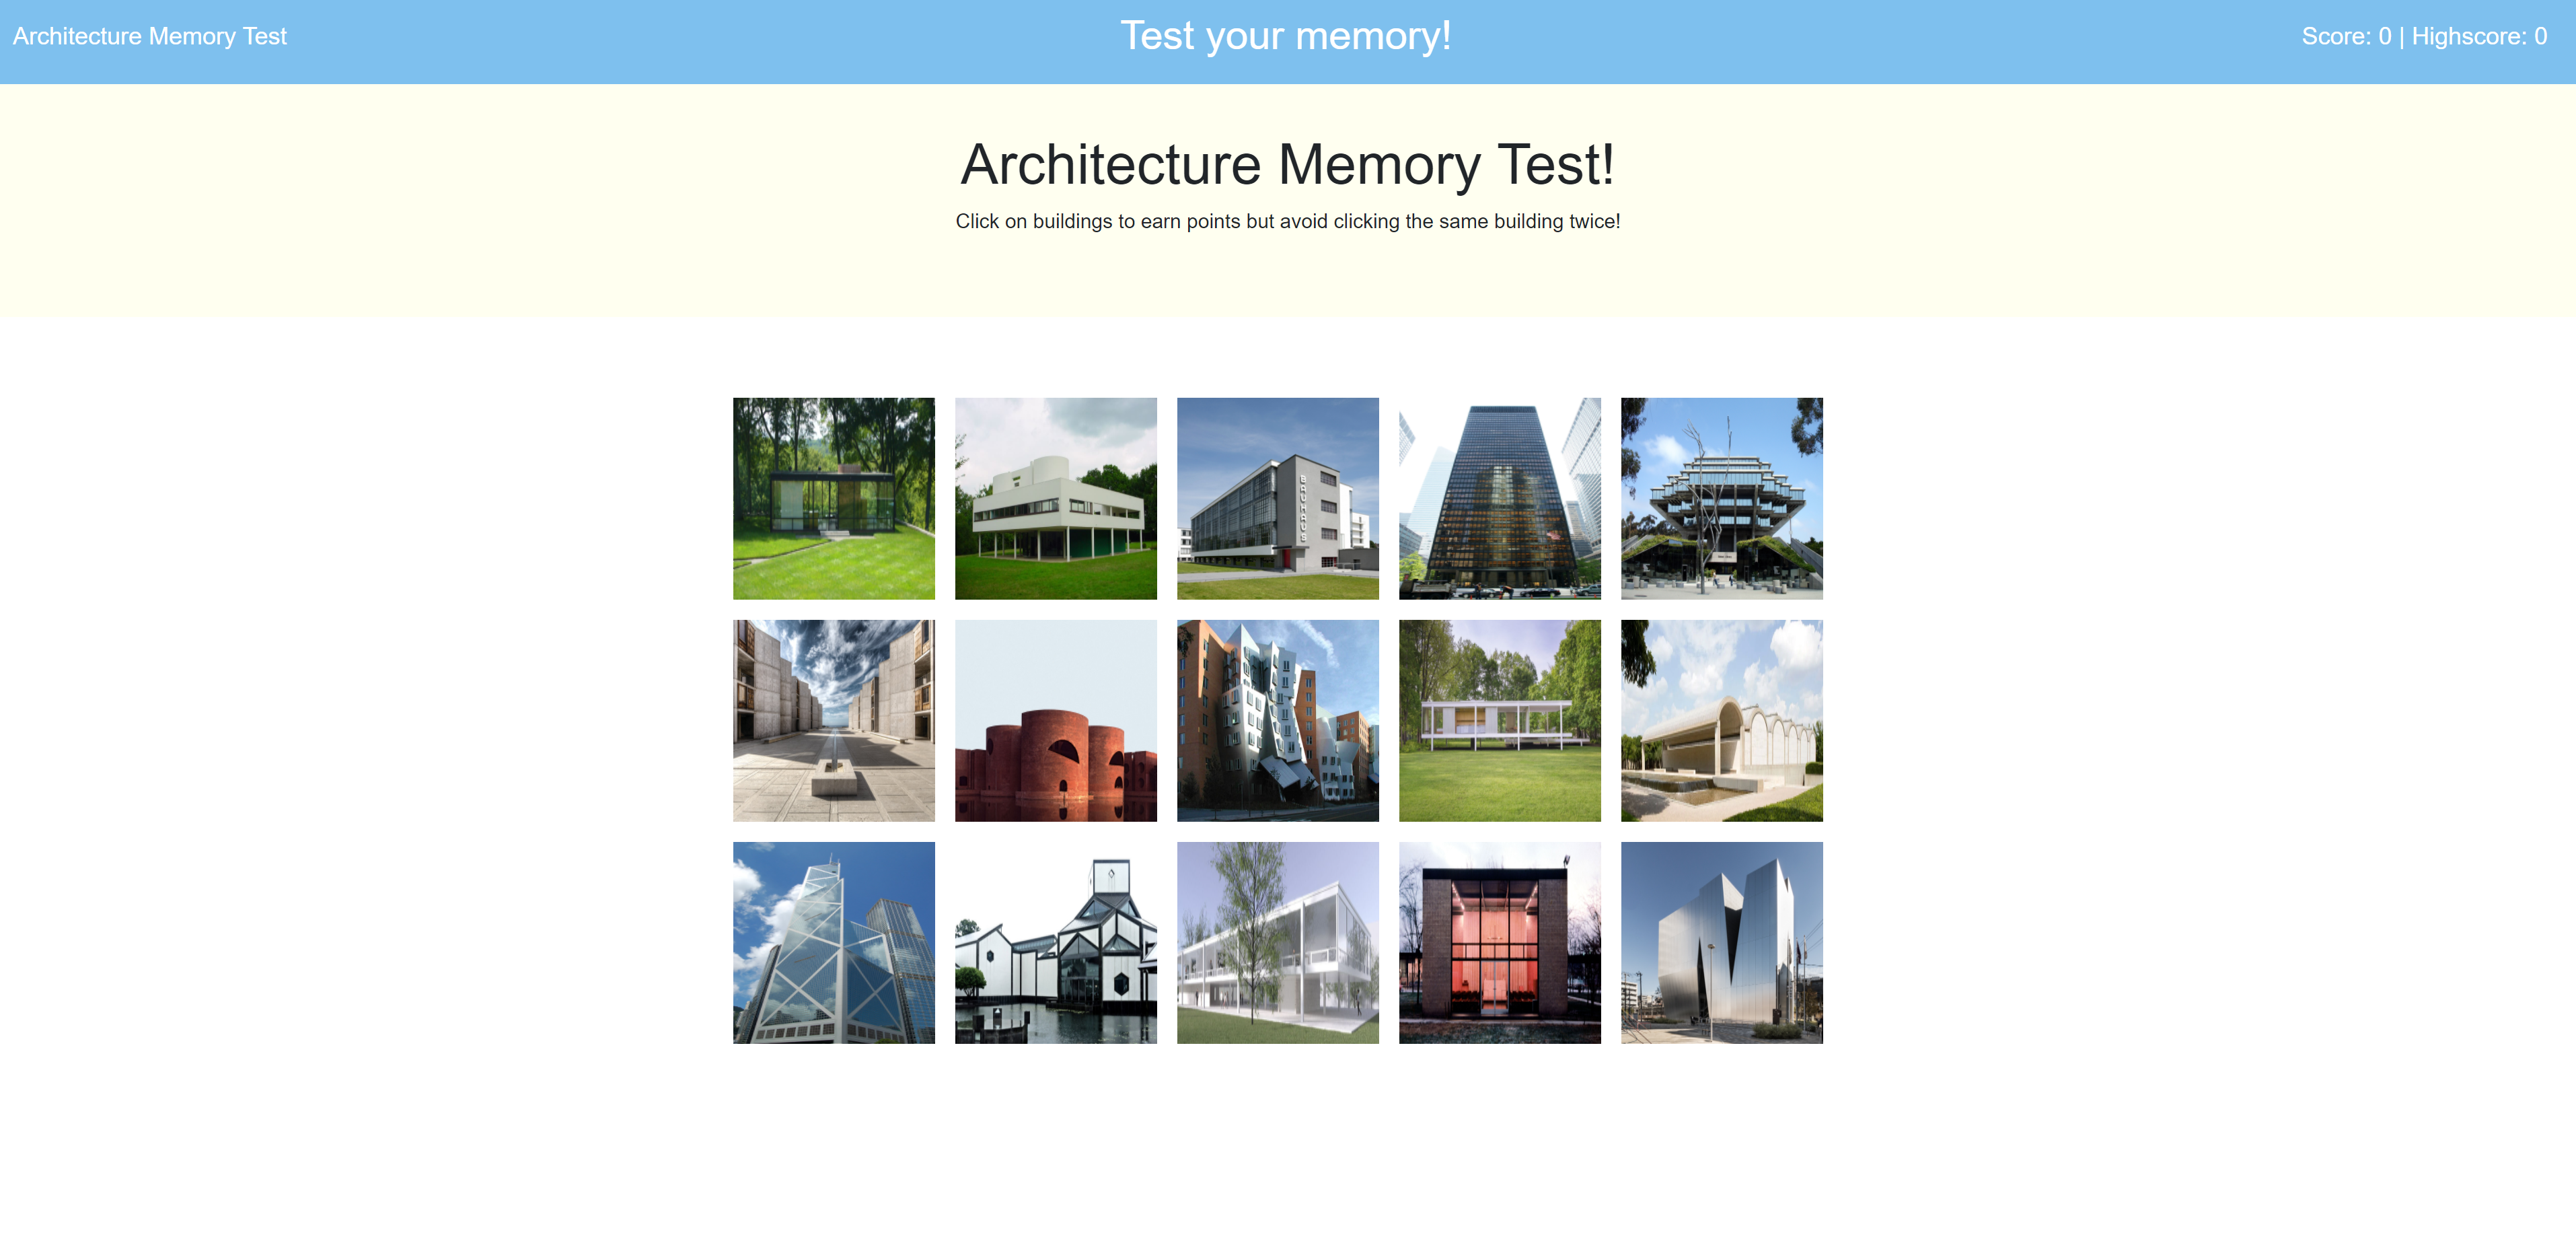 Architecture Memory Test
Test your memory!
Score: 0 | Highscore: 0
Architecture Memory Test!
Click on buildings to earn points but avoid clicking the same building twice!
BAUHAUS